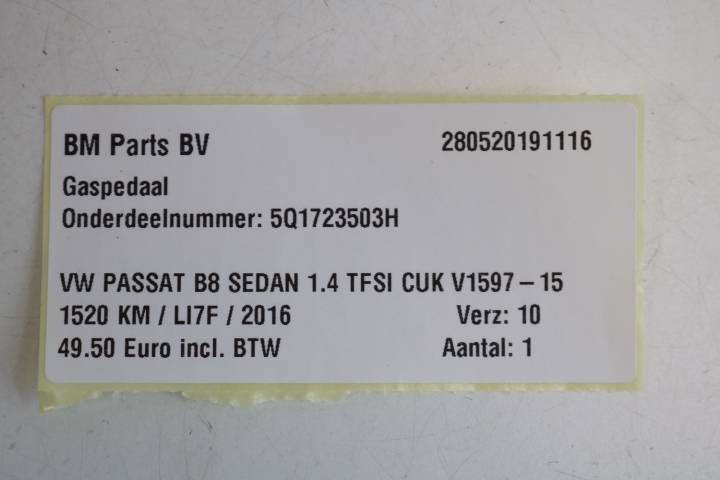 BM Parts BV 280520191116
Gaspedaal
Onderdeelnummer: 5Q1723503H
VW PASSAT B8 SEDAN 1.4 TFSI CUK V1597 – 15
1520 KM / LI7F / 2016 Verz: 10
49.50 Euro incl. BTW Aantal: 1